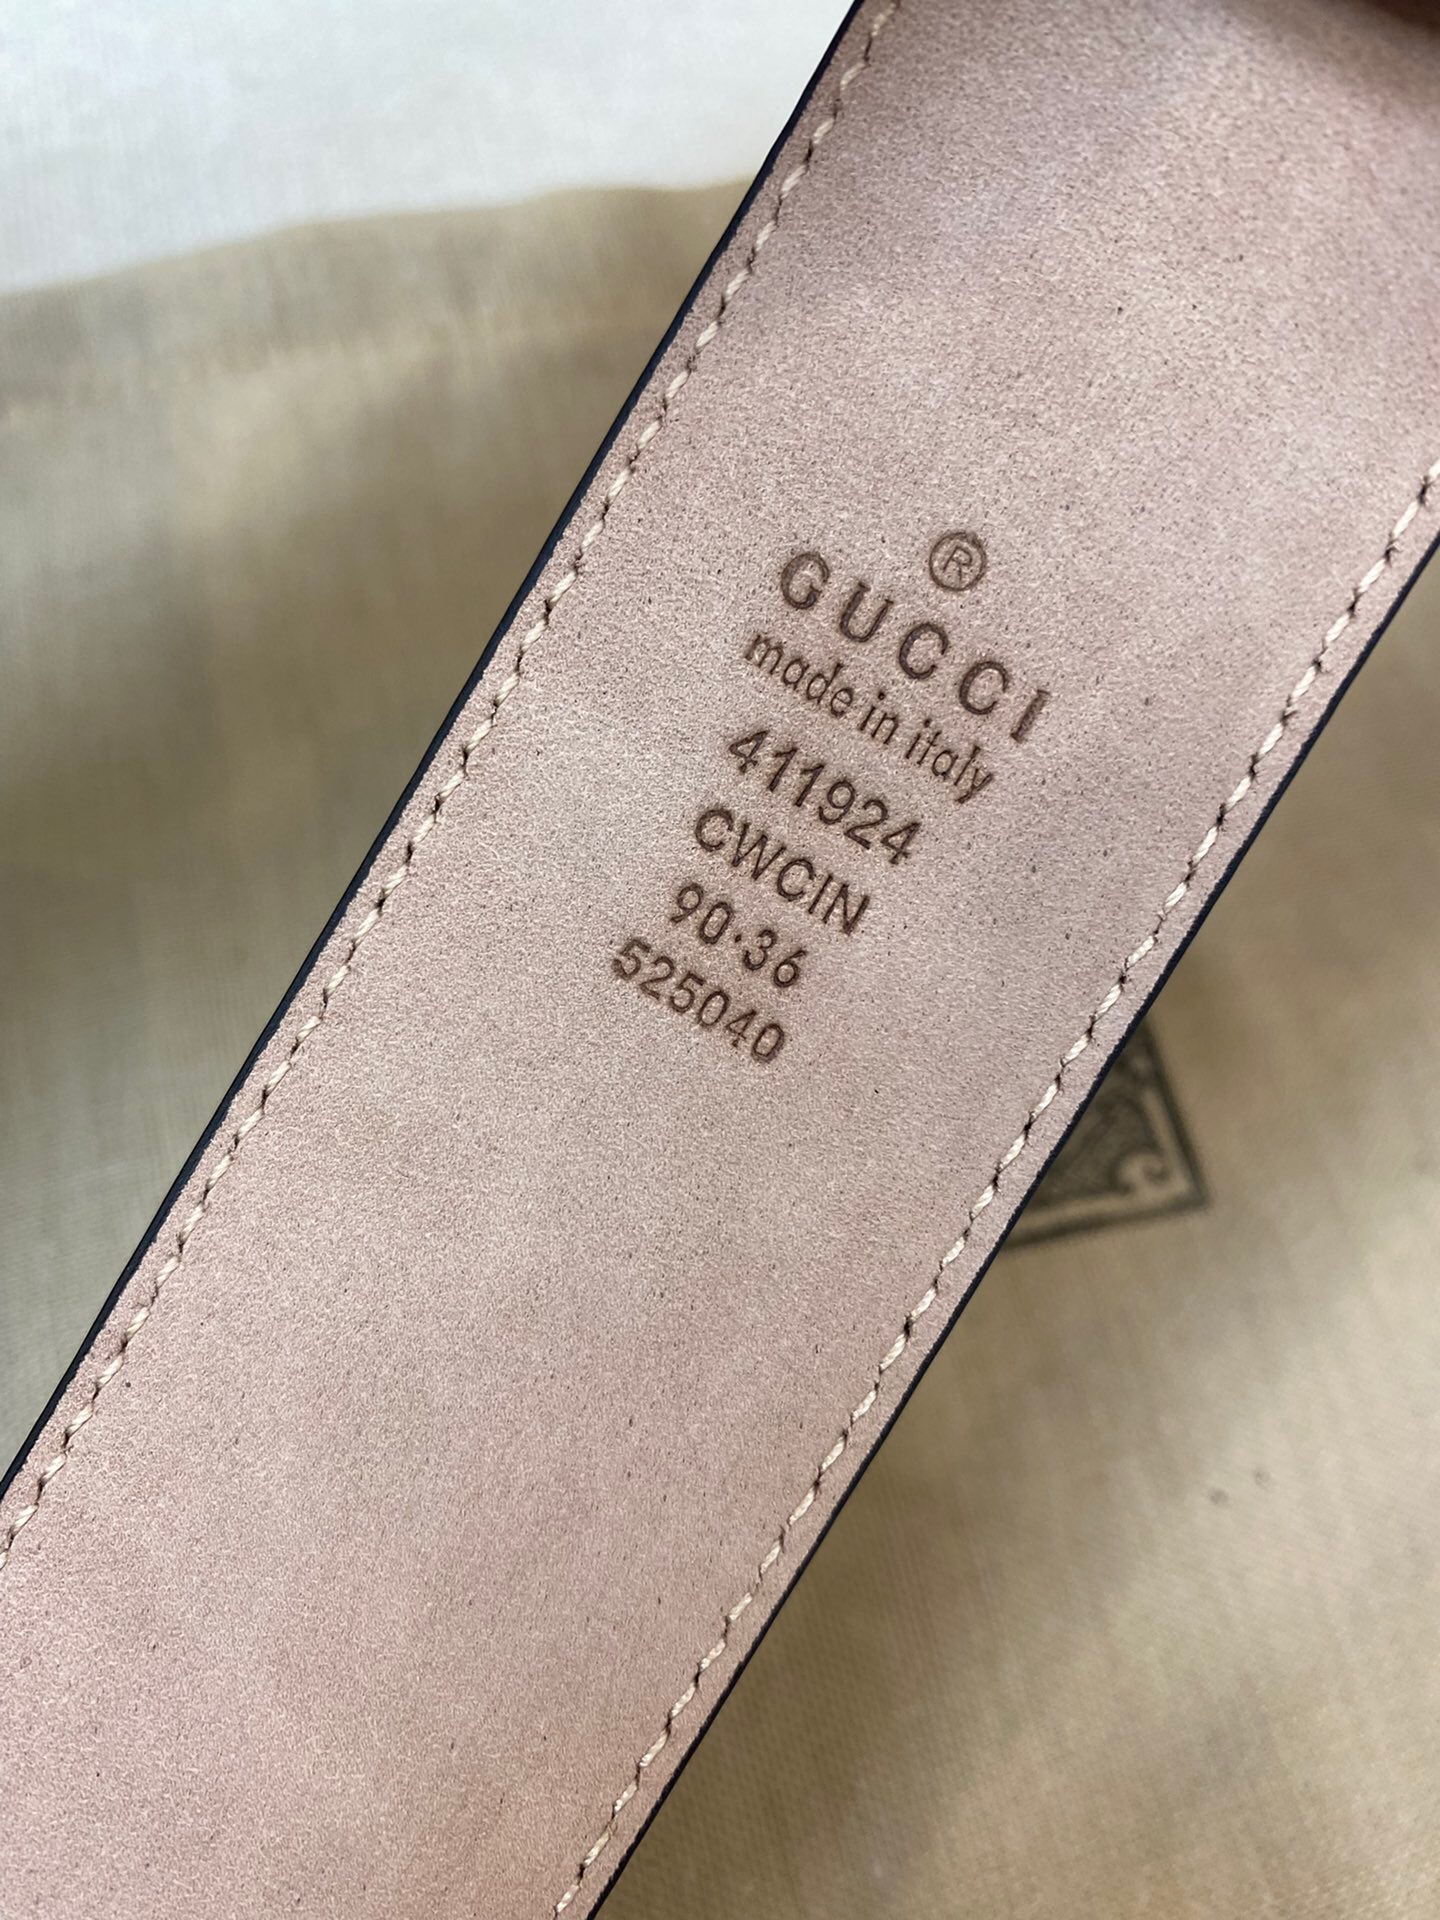 ®
GUCCI
made in italy
411924
CWCIN
90·36
525040